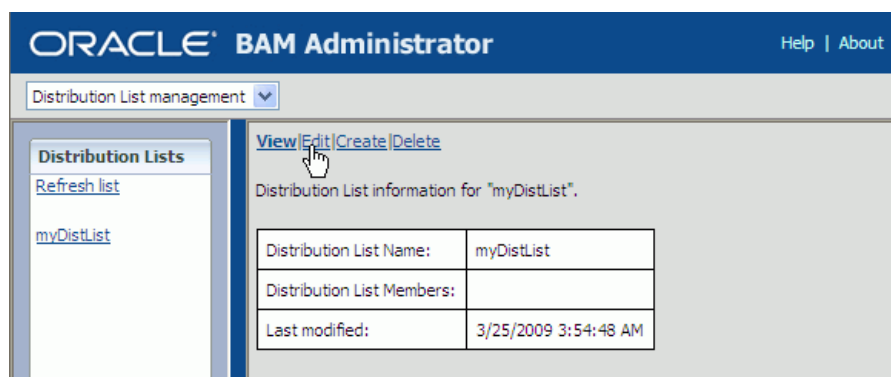 ORACLE BAM Administrator Help | About
Distribution List management
Distribution Lists
Refresh list
myDistList
View|Edit|Create|Delete
Distribution List information for "myDistList".
Distribution List Name: myDistList
Distribution List Members:
Last modified: 3/25/2009 3:54:48 AM